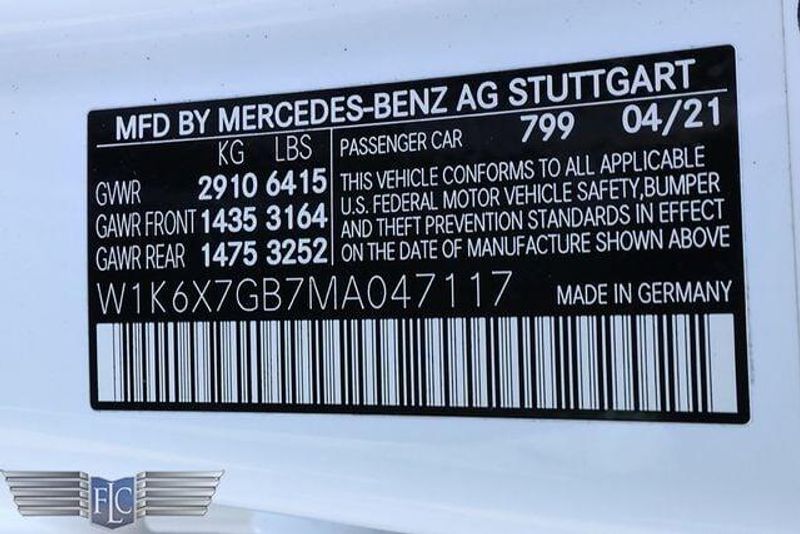 MFD BY MERCEDES-BENZ AG STUTTGART
KG LBS
GVWR 2910 6415
GAWR FRONT 1435 3164
GAWR REAR 1475 3252
PASSENGER CAR 799 04/21
THIS VEHICLE CONFORMS TO ALL APPLICABLE
U.S. FEDERAL MOTOR VEHICLE SAFETY, BUMPER
AND THEFT PREVENTION STANDARDS IN EFFECT
ON THE DATE OF MANUFACTURE SHOWN ABOVE
W1K6X7GB7MA047117 MADE IN GERMANY
FLC